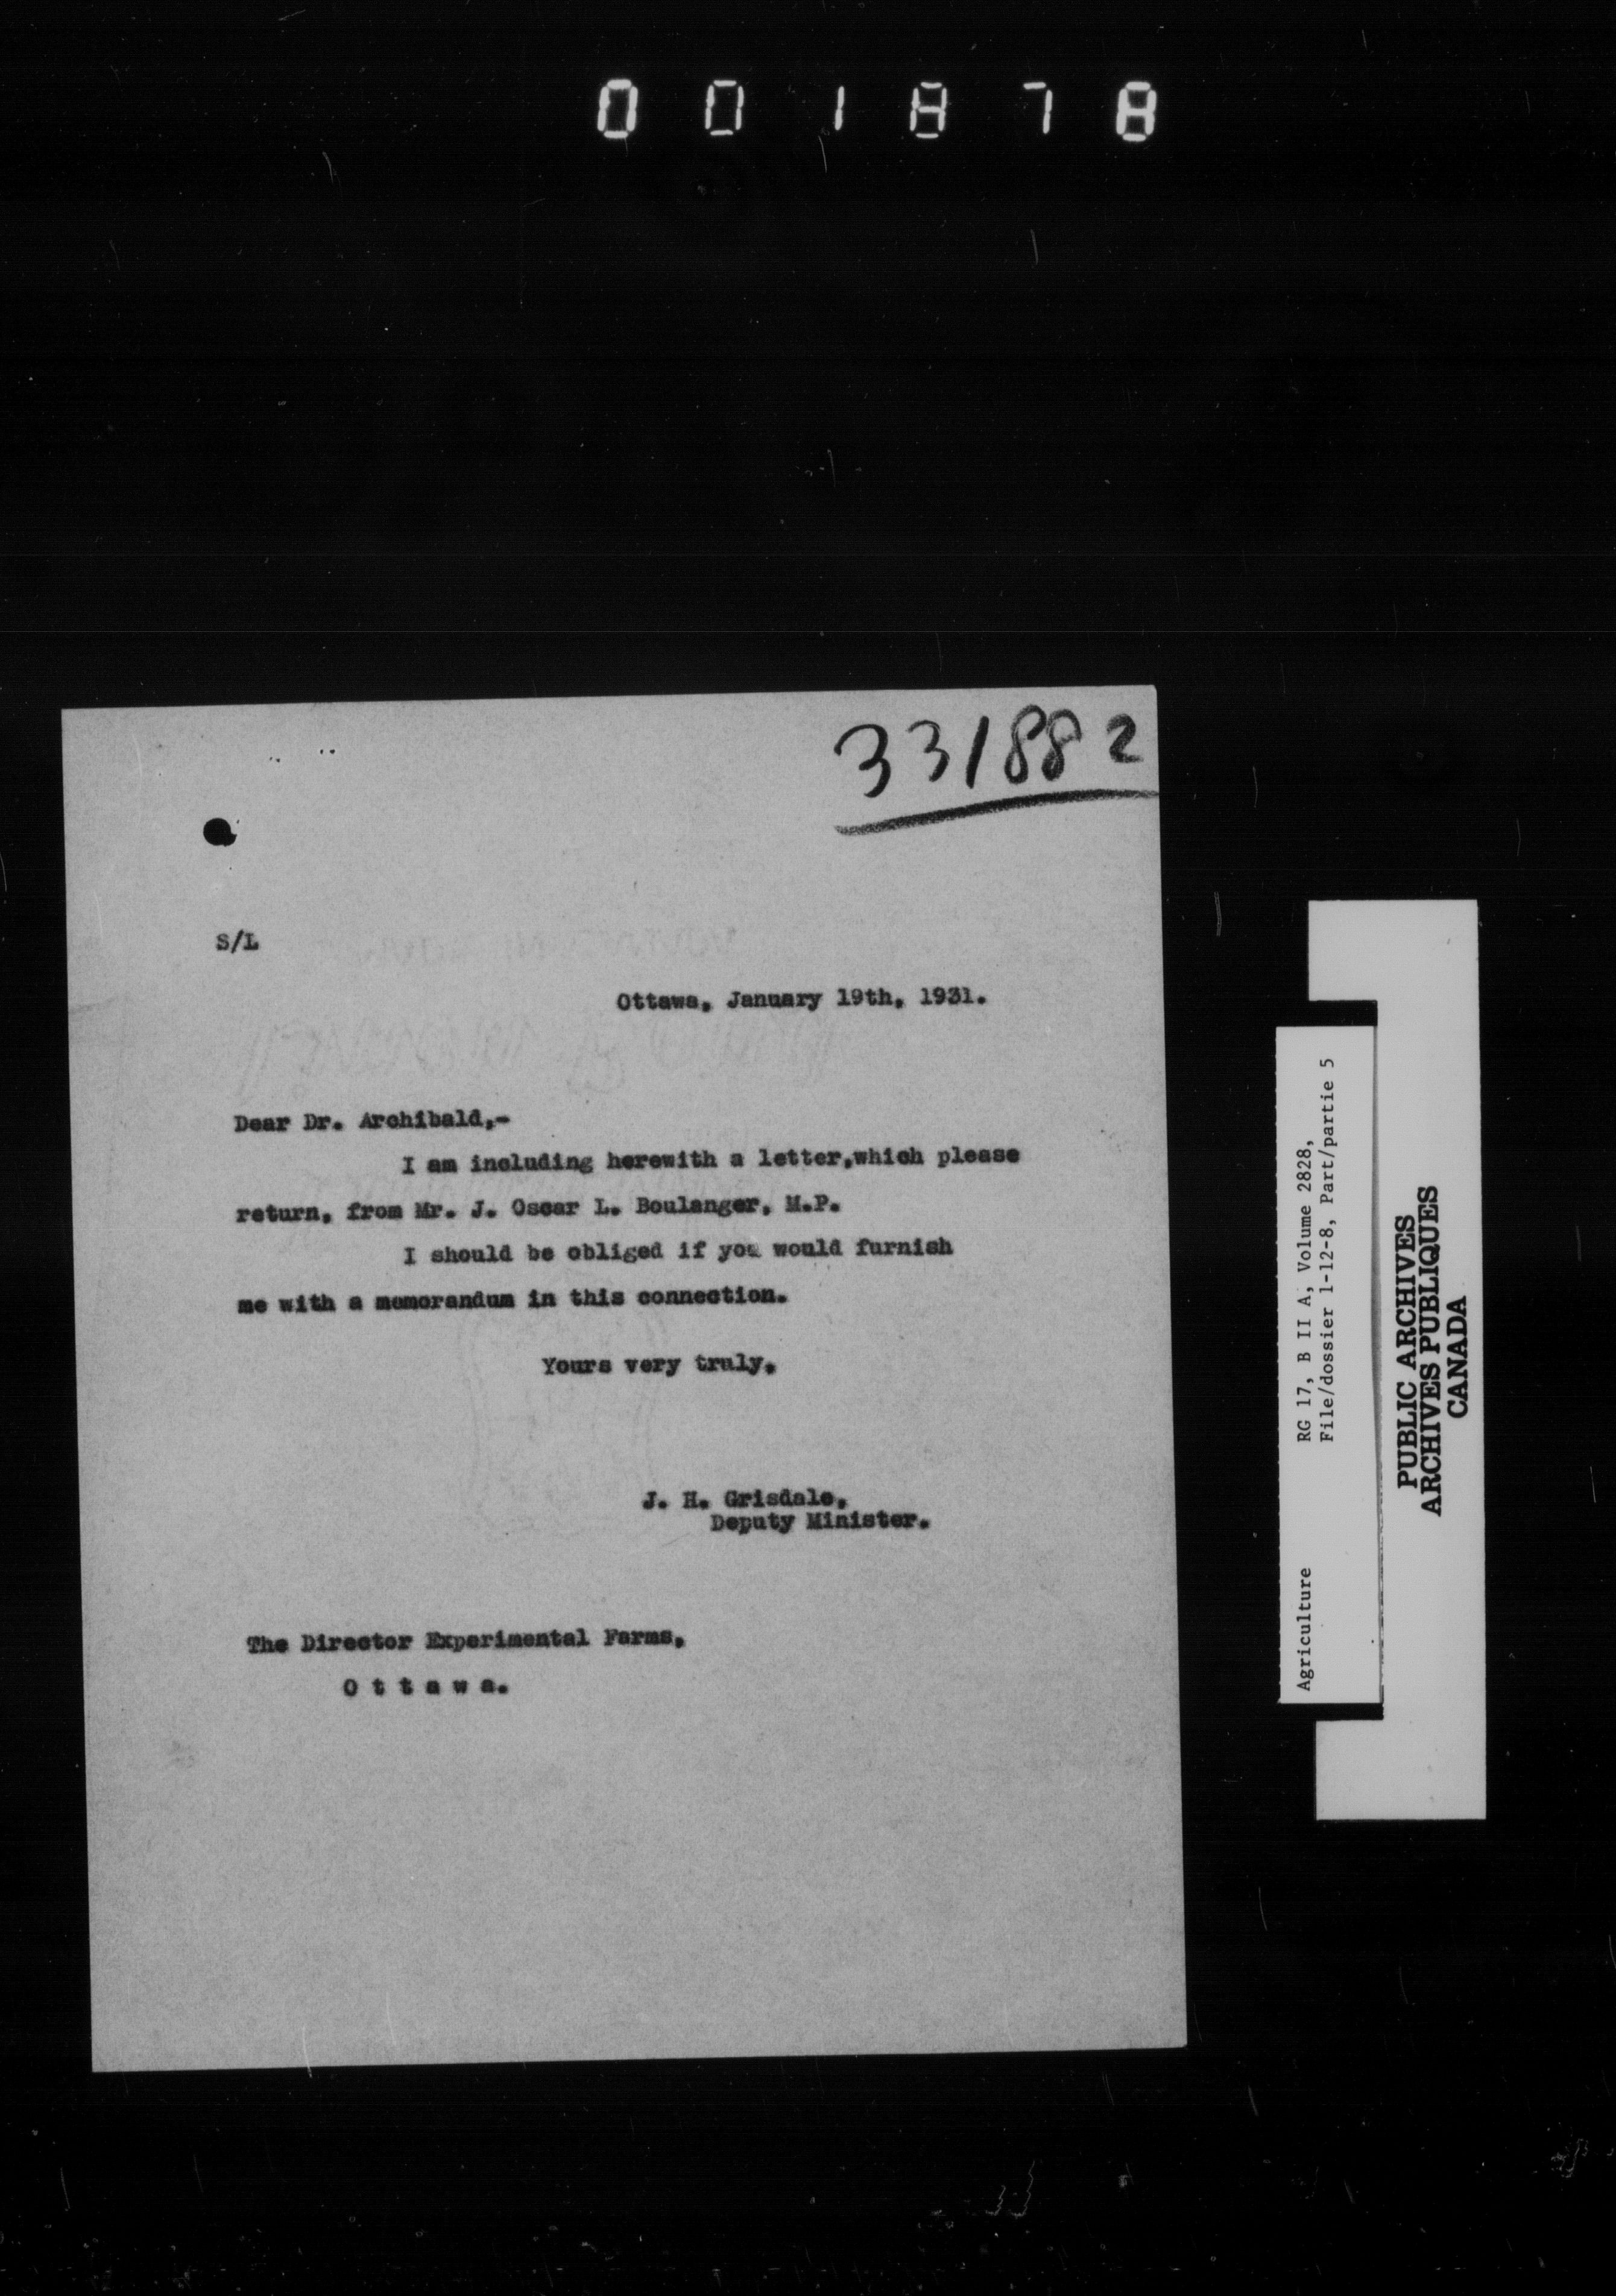 001878
331882
S/L
Ottawa, January 19th, 1931.
Dear Dr. Archibald,-
I am including herewith a letter,which please
return, from Mr. J. Oscar L. Boulanger, M.P.
I should be obliged if you would furnish
me with a memorandum in this connection.
Yours very truly,
J. H. Grisdale,
Deputy Minister.
The Director Experimental Farms,
O t t a w a.
Agriculture RG 17, B II A, Volume 2828,
File/dossier 1-12-8, Part/partie 5
PUBLIC ARCHIVES
ARCHIVES PUBLIQUES
CANADA